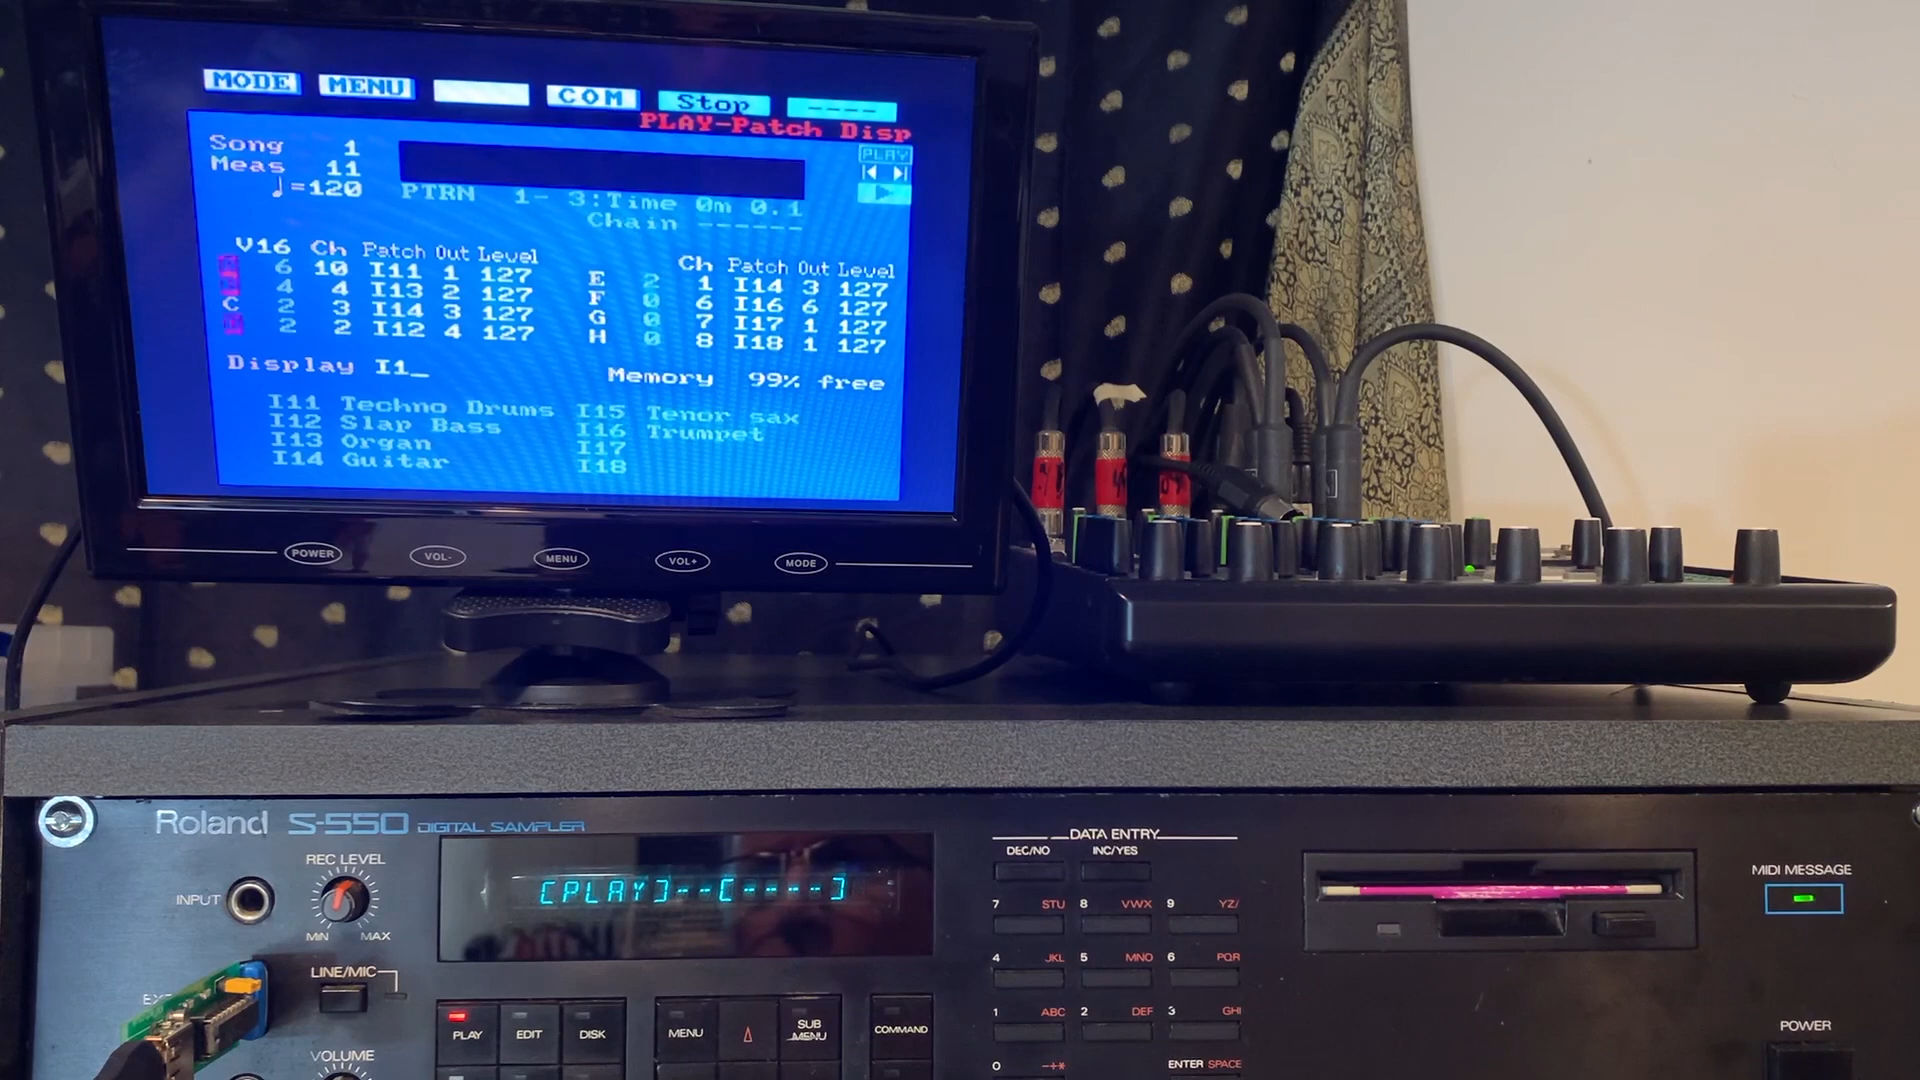 MODE MENU COM Stop ----
PLAY-Patch Disp
Song 1
Meas 11
♩=120
PLAY
PTRN 1- 3:Time 0m 0.1
Chain ------
V16 Ch Patch Out Level
6 10 I11 1 127
4 4 I13 2 127
C 2 3 I14 3 127
2 2 I12 4 127
Ch Patch Out Level
E 2 1 I14 3 127
F 0 6 I16 6 127
G 0 7 I17 1 127
H 0 8 I18 1 127
Display I1_
Memory 99% free
I11 Techno Drums I15 Tenor sax
I12 Slap Bass I16 Trumpet
I13 Organ I17
I14 Guitar I18
POWER VOL- MENU VOL+ MODE
Roland S-550 DIGITAL SAMPLER
INPUT
REC LEVEL
MIN MAX
LINE/MIC
VOLUME
[PLAY]--[----]
PLAY EDIT DISK MENU SUB MENU COMMAND
DATA ENTRY
DEC/NO INC/YES
7 STU 8 VWX 9 YZ/
4 JKL 5 MNO 6 PQR
1 ABC 2 DEF 3 GHI
0 -+* ENTER SPACE
MIDI MESSAGE
POWER